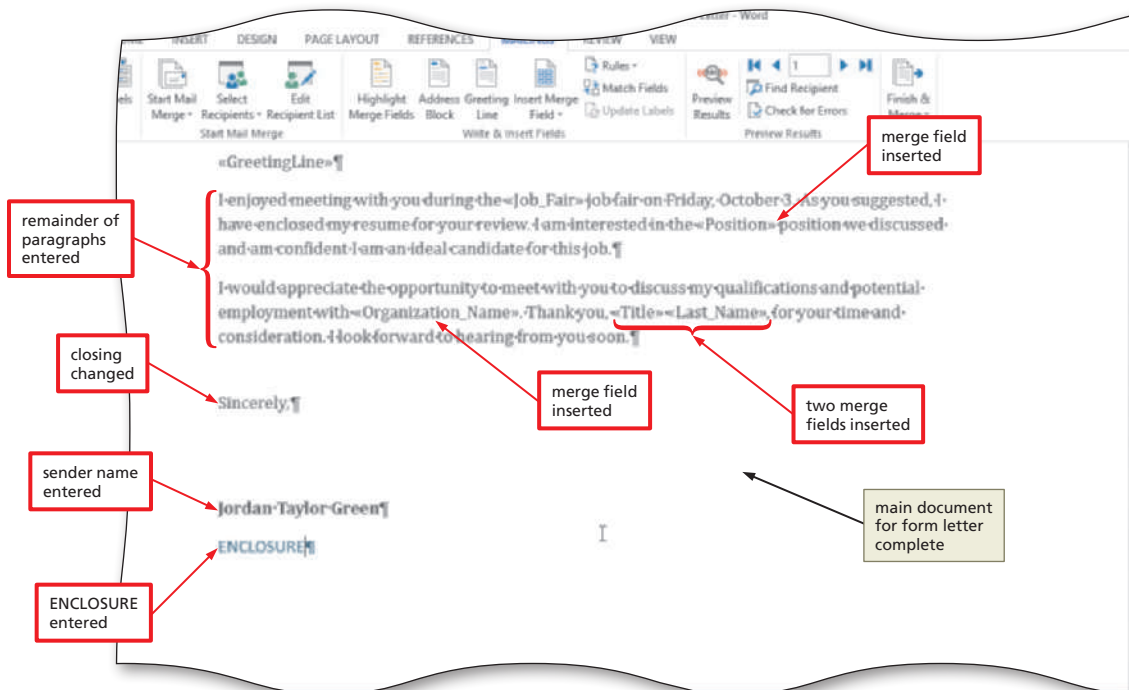 Letter - Word
INSERT DESIGN PAGE LAYOUT REFERENCES MAILINGS REVIEW VIEW
Start Mail Merge
Select Recipients
Edit Recipient List
Highlight Merge Fields
Address Block
Greeting Line
Insert Merge Field
Rules
Match Fields
Update Labels
Preview Results
1
Find Recipient
Check for Errors
Finish & Merge
Start Mail Merge
Write & Insert Fields
Preview Results
merge field
inserted
«GreetingLine»¶
I·enjoyed·meeting·with·you·during·the·«Job_Fair»·job·fair·on·Friday,·October·3.·As·you·suggested,·I·
have·enclosed·my·resume·for·your·review.·I·am·interested·in·the·«Position»·position·we·discussed·
and·am·confident·I·am·an·ideal·candidate·for·this·job.¶
remainder of
paragraphs
entered
I·would·appreciate·the·opportunity·to·meet·with·you·to·discuss·my·qualifications·and·potential·
employment·with·«Organization_Name».·Thank·you,·«Title»·«Last_Name»,·for·your·time·and·
consideration.·I·look·forward·to·hearing·from·you·soon.¶
closing
changed
Sincerely,¶
merge field
inserted
two merge
fields inserted
sender name
entered
Jordan·Taylor·Green¶
main document
for form letter
complete
ENCLOSURE¶
ENCLOSURE
entered